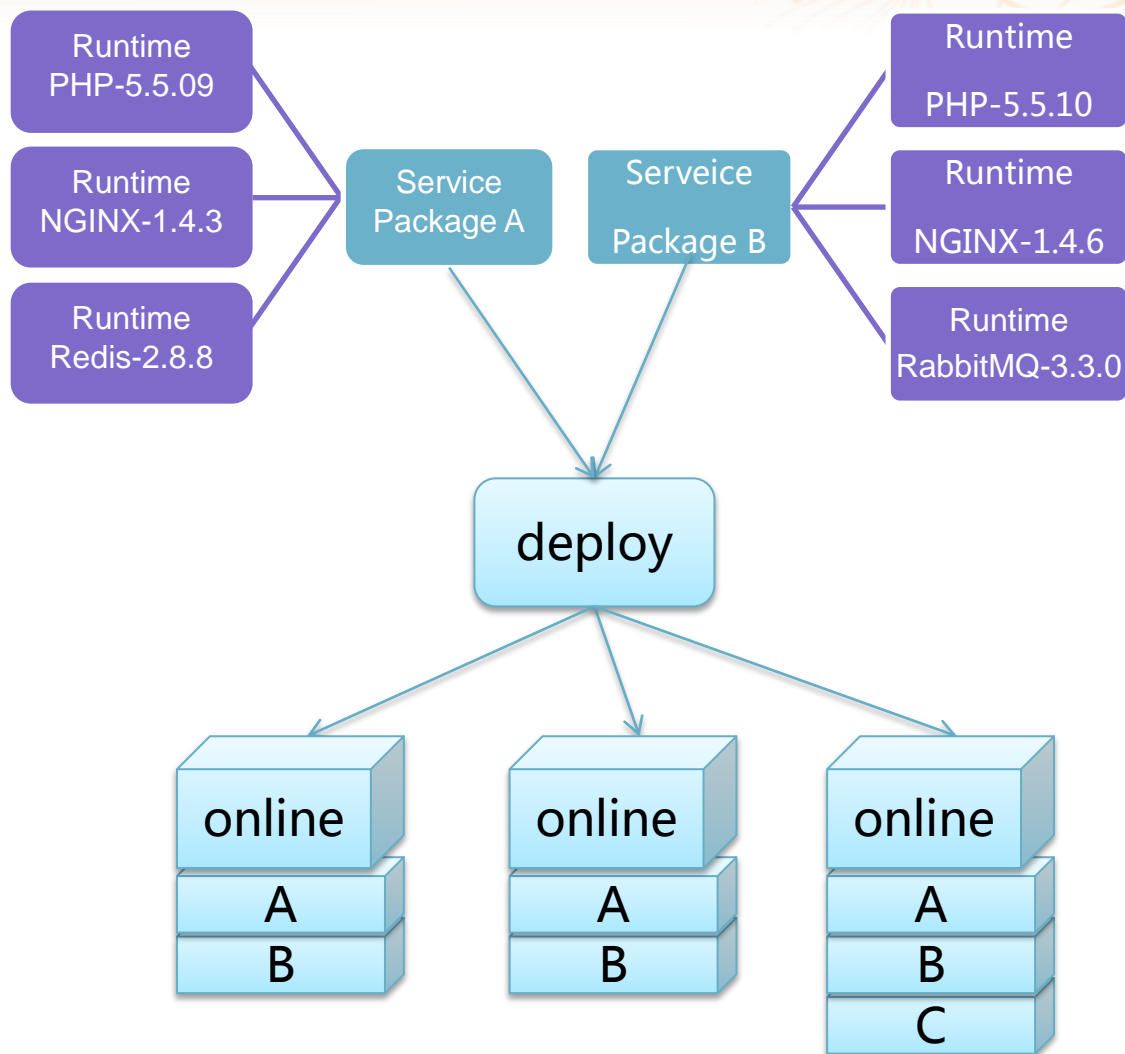 Runtime
PHP-5.5.09
Runtime
NGINX-1.4.3
Runtime
Redis-2.8.8
Service
Package A
Serveice
Package B
Runtime
PHP-5.5.10
Runtime
NGINX-1.4.6
Runtime
RabbitMQ-3.3.0
deploy
online
A
B
online
A
B
online
A
B
C